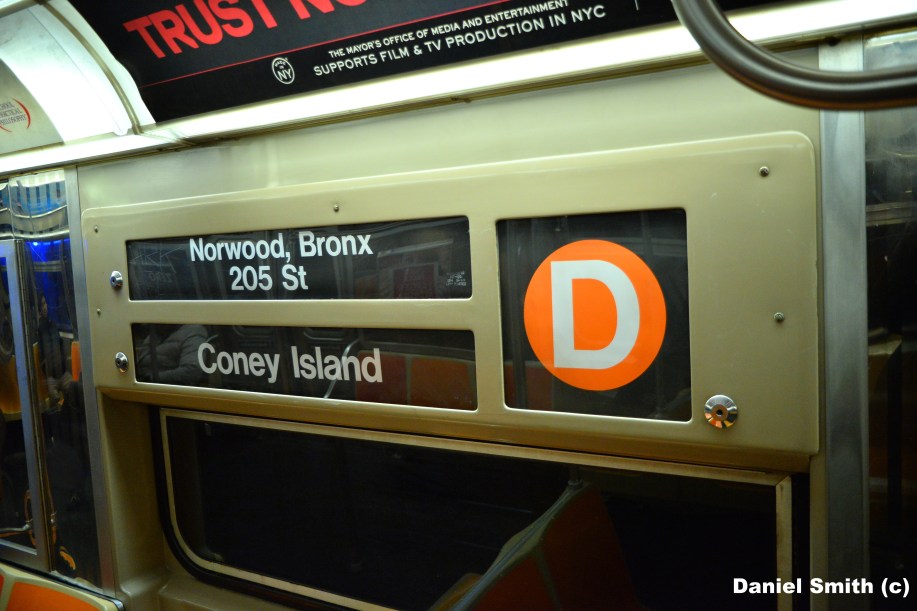 TRUST NO
THE MAYOR'S OFFICE OF MEDIA AND ENTERTAINMENT
SUPPORTS FILM & TV PRODUCTION IN NYC
NY
Norwood, Bronx
205 St
Coney Island
D
Daniel Smith (c)